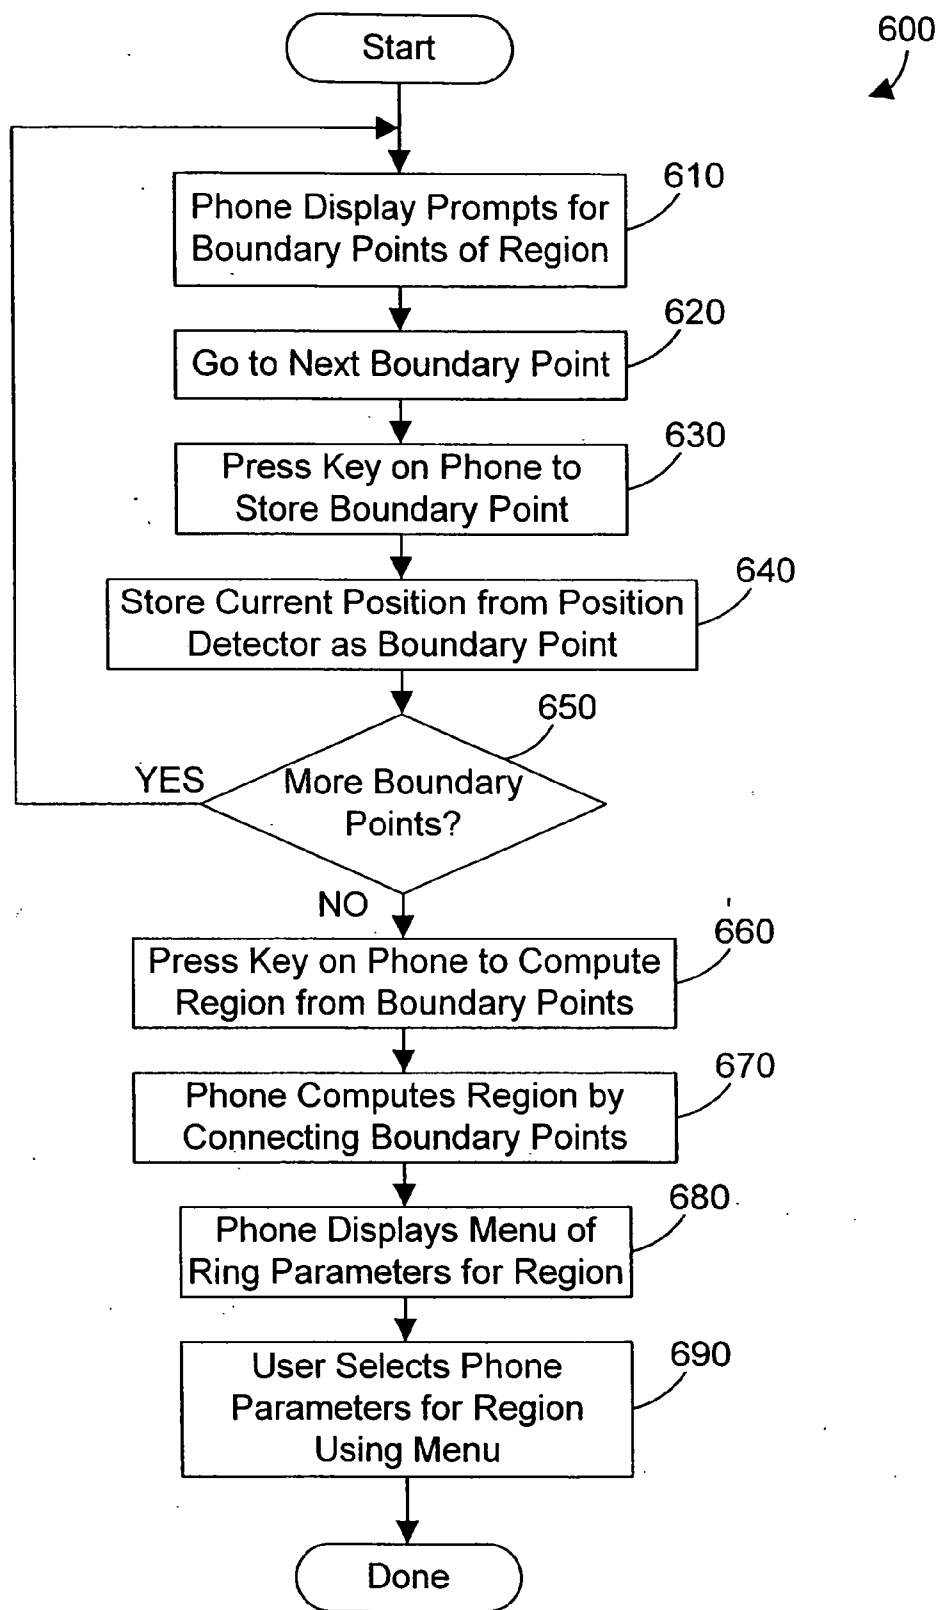 600
Start
610
Phone Display Prompts for
Boundary Points of Region
620
Go to Next Boundary Point
630
Press Key on Phone to
Store Boundary Point
640
Store Current Position from Position
Detector as Boundary Point
650
YES
More Boundary
Points?
NO
660
Press Key on Phone to Compute
Region from Boundary Points
670
Phone Computes Region by
Connecting Boundary Points
680
Phone Displays Menu of
Ring Parameters for Region
690
User Selects Phone
Parameters for Region
Using Menu
Done